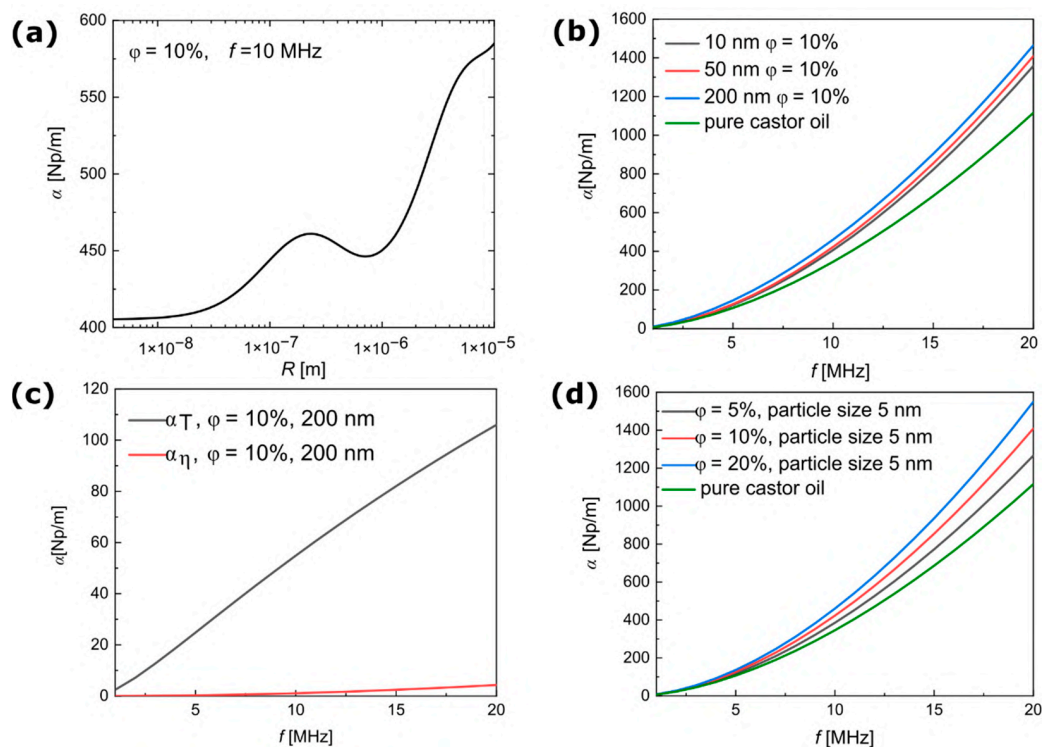 (a)
φ = 10%, f =10 MHz
α [Np/m]
600
550
500
450
400
1×10⁻⁸
1×10⁻⁷
1×10⁻⁶
1×10⁻⁵
R [m]
(b)
10 nm φ = 10%
50 nm φ = 10%
200 nm φ = 10%
pure castor oil
α[Np/m]
1600
1400
1200
1000
800
600
400
200
0
5
10
15
20
f [MHz]
(c)
αT, φ = 10%, 200 nm
αη, φ = 10%, 200 nm
α[Np/m]
120
100
80
60
40
20
0
5
10
15
20
f [MHz]
(d)
φ = 5%, particle size 5 nm
φ = 10%, particle size 5 nm
φ = 20%, particle size 5 nm
pure castor oil
α [Np/m]
1600
1400
1200
1000
800
600
400
200
0
5
10
15
20
f [MHz]